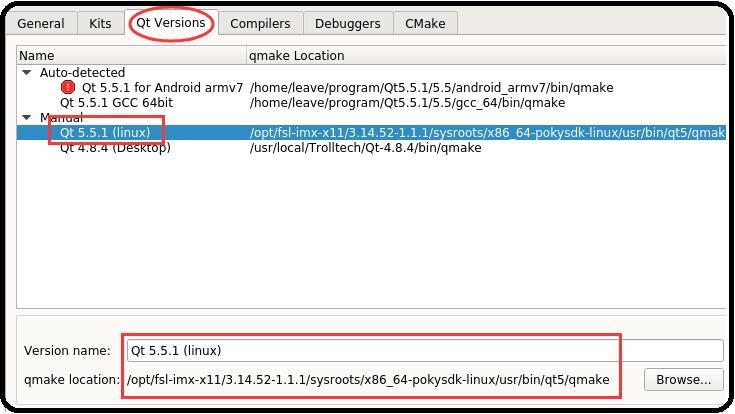 General Kits Qt Versions Compilers Debuggers CMake
Name qmake Location
Auto-detected
Qt 5.5.1 for Android armv7 /home/leave/program/Qt5.5.1/5.5/android_armv7/bin/qmake
Qt 5.5.1 GCC 64bit /home/leave/program/Qt5.5.1/5.5/gcc_64/bin/qmake
Manual
Qt 5.5.1 (linux) /opt/fsl-imx-x11/3.14.52-1.1.1/sysroots/x86_64-pokysdk-linux/usr/bin/qt5/qmak
Qt 4.8.4 (Desktop) /usr/local/Trolltech/Qt-4.8.4/bin/qmake
Version name: Qt 5.5.1 (linux)
qmake location: /opt/fsl-imx-x11/3.14.52-1.1.1/sysroots/x86_64-pokysdk-linux/usr/bin/qt5/qmake Browse...